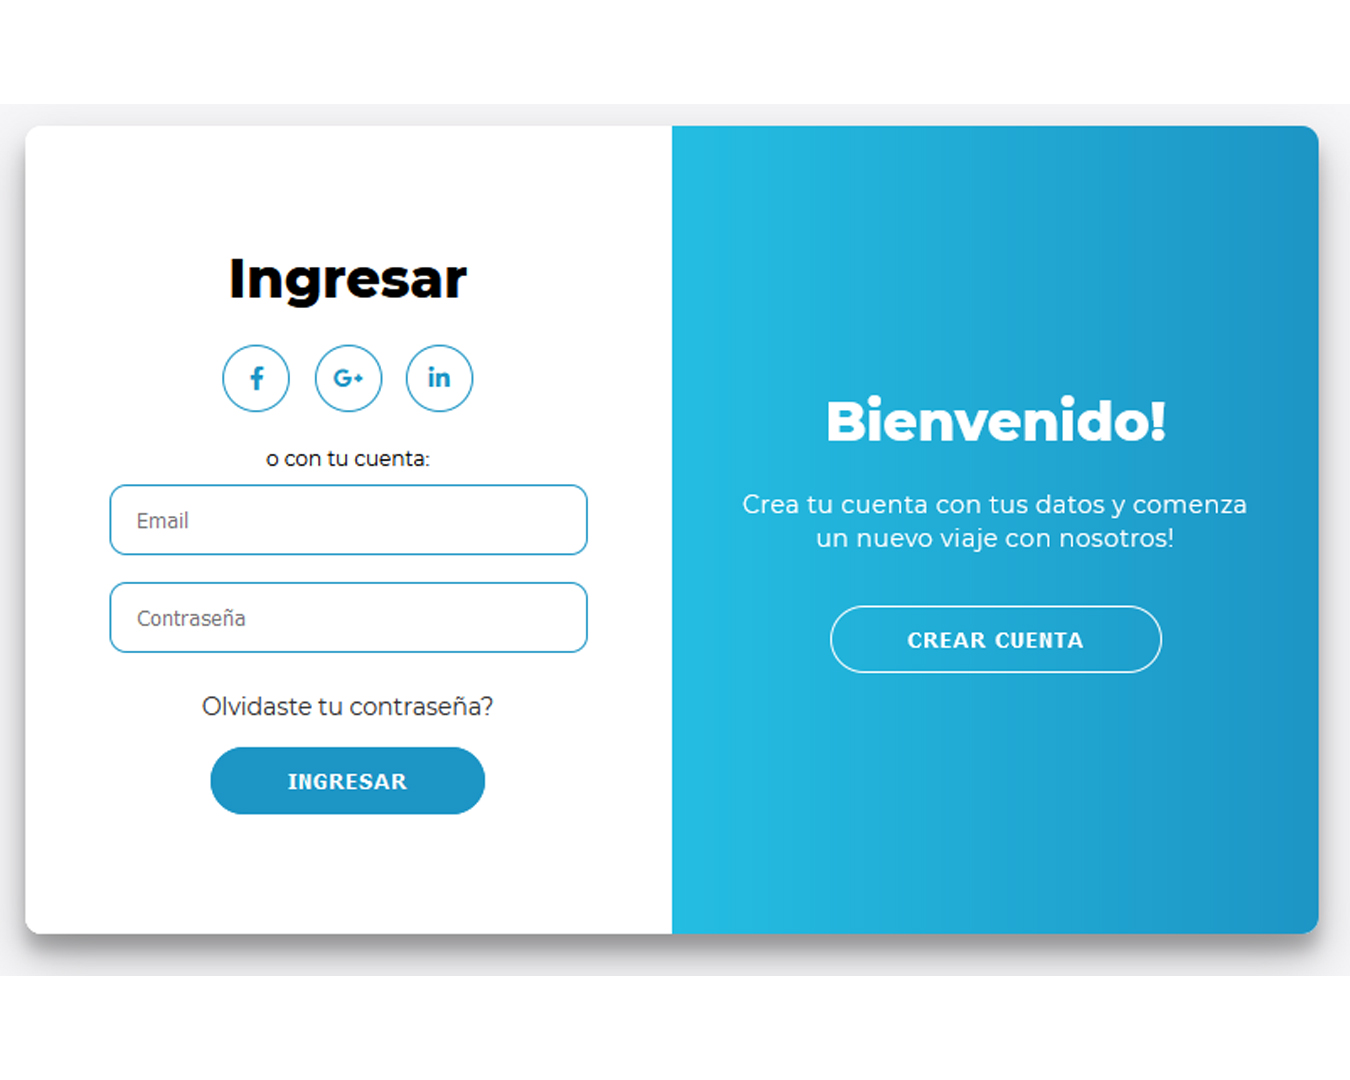 Ingresar
f G+ in
o con tu cuenta:
Email
Contraseña
Olvidaste tu contraseña?
INGRESAR
Bienvenido!
Crea tu cuenta con tus datos y comenza
un nuevo viaje con nosotros!
CREAR CUENTA